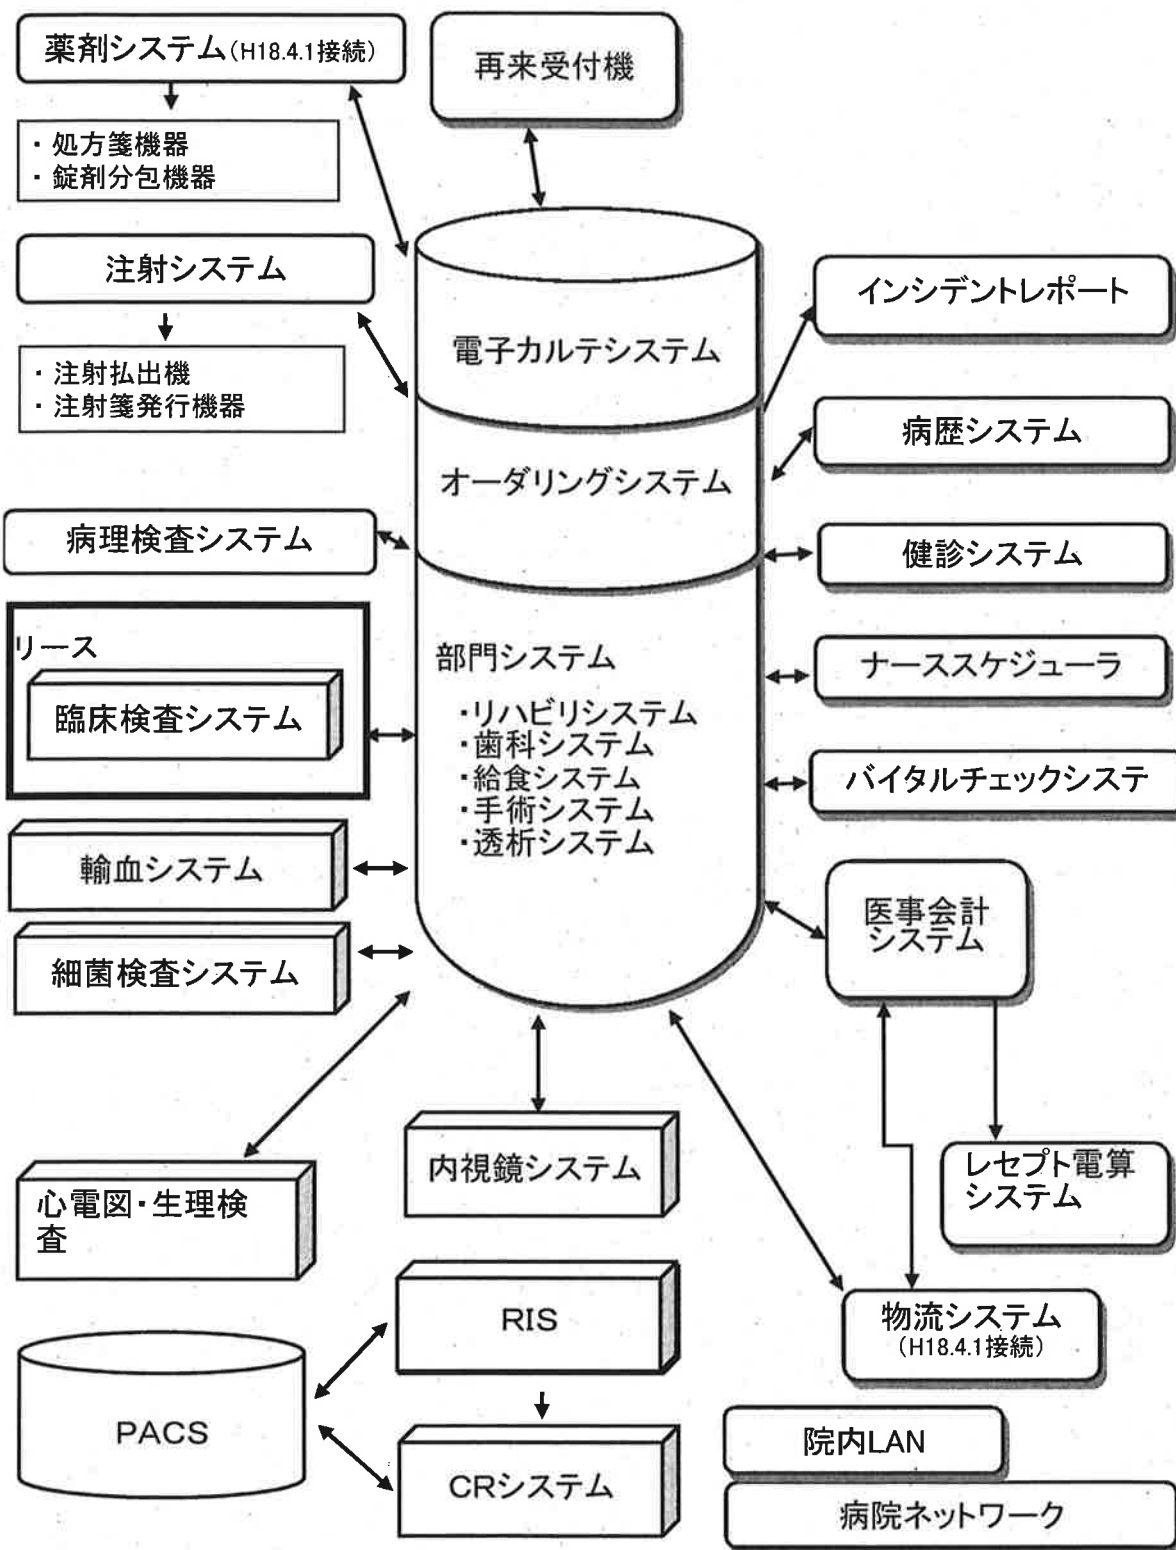 薬剤システム(H18.4.1接続)
再来受付機
・処方箋機器
・錠剤分包機器
注射システム
・注射払出機
・注射箋発行機器
電子カルテシステム
オーダリングシステム
インシデントレポート
病歴システム
病理検査システム
健診システム
リース
臨床検査システム
部門システム
・リハビリシステム
・歯科システム
・給食システム
・手術システム
・透析システム
ナーススケジューラ
バイタルチェックシステ
輸血システム
細菌検査システム
医事会計
システム
心電図・生理検
査
内視鏡システム
レセプト電算
システム
RIS
物流システム
(H18.4.1接続)
PACS
CRシステム
院内LAN
病院ネットワーク